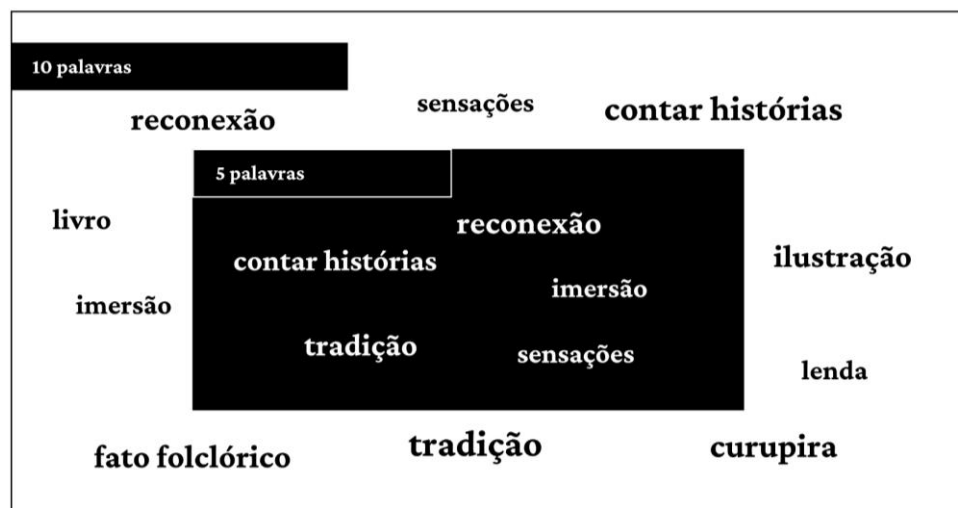 10 palavras
reconexão
sensações
contar histórias
5 palavras
livro
reconexão
contar histórias
ilustração
imersão
imersão
tradição
sensações
lenda
fato folclórico
tradição
curupira